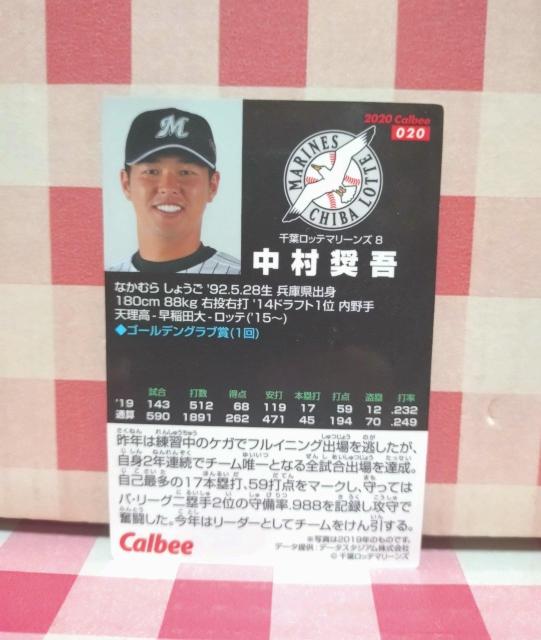 2020 Calbee
020
M
MARINES
CHIBA LOTTE
千葉ロッテマリーンズ 8
中村奨吾
なかむら しょうご '92.5.28生 兵庫県出身
180cm 88kg 右投右打 '14ドラフト1位 内野手
天理高-早稲田大-ロッテ('15〜)
◆ゴールデングラブ賞(1回)
試合 打数 得点 安打 本塁打 打点 盗塁 打率
'19 143 512 68 119 17 59 12 .232
通算 590 1891 262 471 45 194 70 .249
昨年は練習中のケガでフルイニング出場を逃したが、
自身2年連続でチーム唯一となる全試合出場を達成。
自己最多の17本塁打、59打点をマークし、守っては
パ・リーグ二塁手2位の守備率.988を記録し攻守で
奮闘した。今年はリーダーとしてチームをけん引する。
Calbee
※写真は2019年のものです。
データ提供:データスタジアム株式会社
© 千葉ロッテマリーンズ